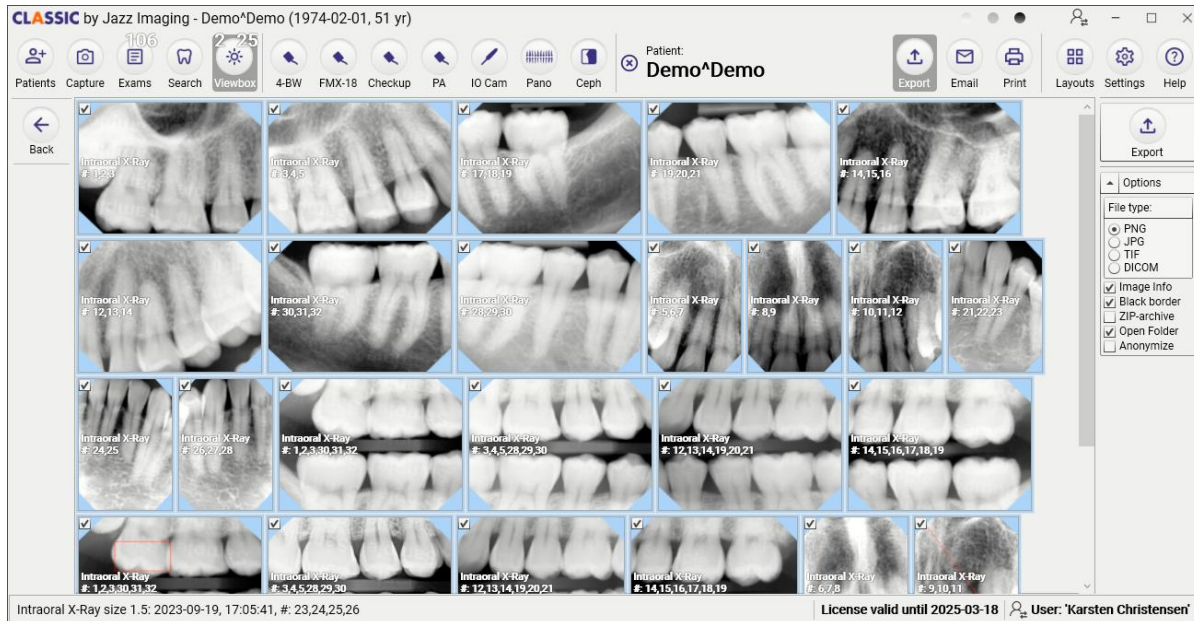 CLASSIC by Jazz Imaging - Demo^Demo (1974-02-01, 51 yr)
106
2 25
Patients
Capture
Exams
Search
Viewbox
4-BW
FMX-18
Checkup
PA
IO Cam
Pano
Ceph
Patient:
Demo^Demo
Export
Email
Print
Layouts
Settings
Help
Back
Intraoral X-Ray
#: 1,2,3
Intraoral X-Ray
#: 3,4,5
Intraoral X-Ray
#: 17,18,19
Intraoral X-Ray
#: 19,20,21
Intraoral X-Ray
#: 14,15,16
Intraoral X-Ray
#: 12,13,14
Intraoral X-Ray
#: 30,31,32
Intraoral X-Ray
#: 28,29,30
Intraoral X-Ray
#: 5,6,7
Intraoral X-Ray
#: 8,9
Intraoral X-Ray
#: 10,11,12
Intraoral X-Ray
#: 21,22,23
Intraoral X-Ray
#: 24,25
Intraoral X-Ray
#: 26,27,28
Intraoral X-Ray
#: 1,2,3,30,31,32
Intraoral X-Ray
#: 3,4,5,28,29,30
Intraoral X-Ray
#: 12,13,14,19,20,21
Intraoral X-Ray
#: 14,15,16,17,18,19
Intraoral X-Ray
#: 1,2,3,30,31,32
Intraoral X-Ray
#: 3,4,5,28,29,30
Intraoral X-Ray
#: 12,13,14,19,20,21
Intraoral X-Ray
#: 14,15,16,17,18,19
Intraoral X-Ray
#: 6,7,8
Intraoral X-Ray
#: 9,10,11
Export
Options
File type:
PNG
JPG
TIF
DICOM
Image Info
Black border
ZIP-archive
Open Folder
Anonymize
Intraoral X-Ray size 1.5: 2023-09-19, 17:05:41, #: 23,24,25,26
License valid until 2025-03-18
User: 'Karsten Christensen'